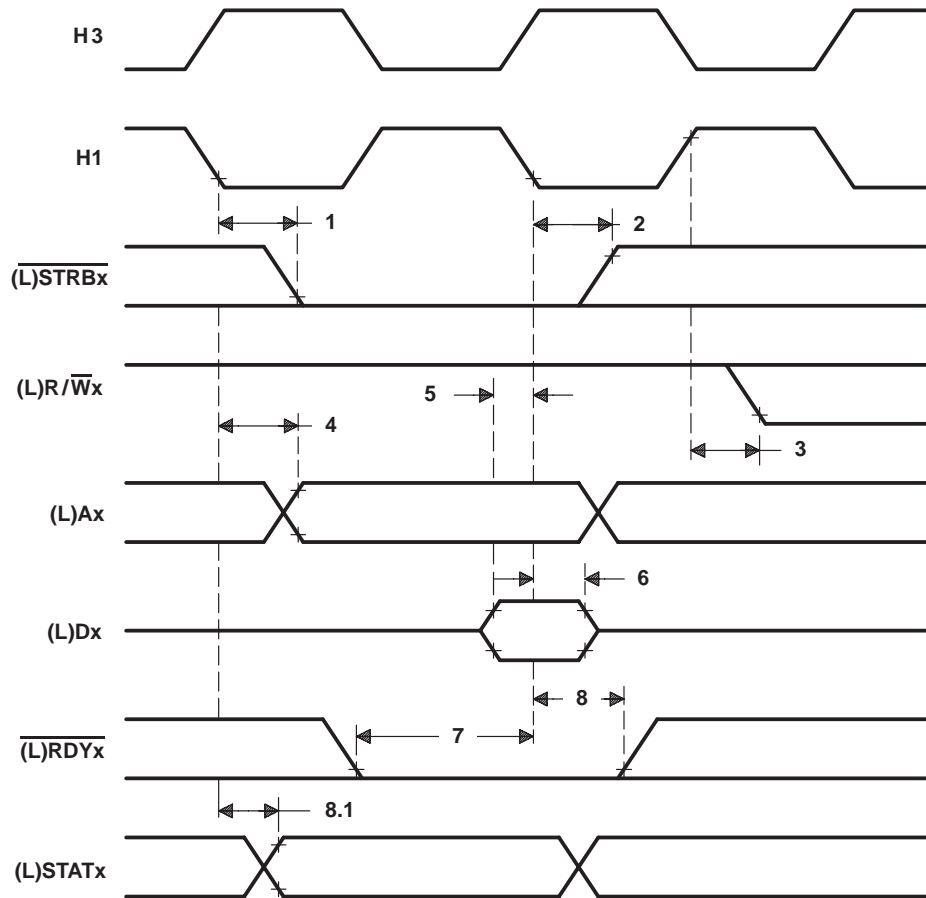 H3
H1
1
2
(L)STRBx
(L)R/Wx
5
4
3
(L)Ax
6
(L)Dx
8
7
(L)RDYx
8.1
(L)STATx